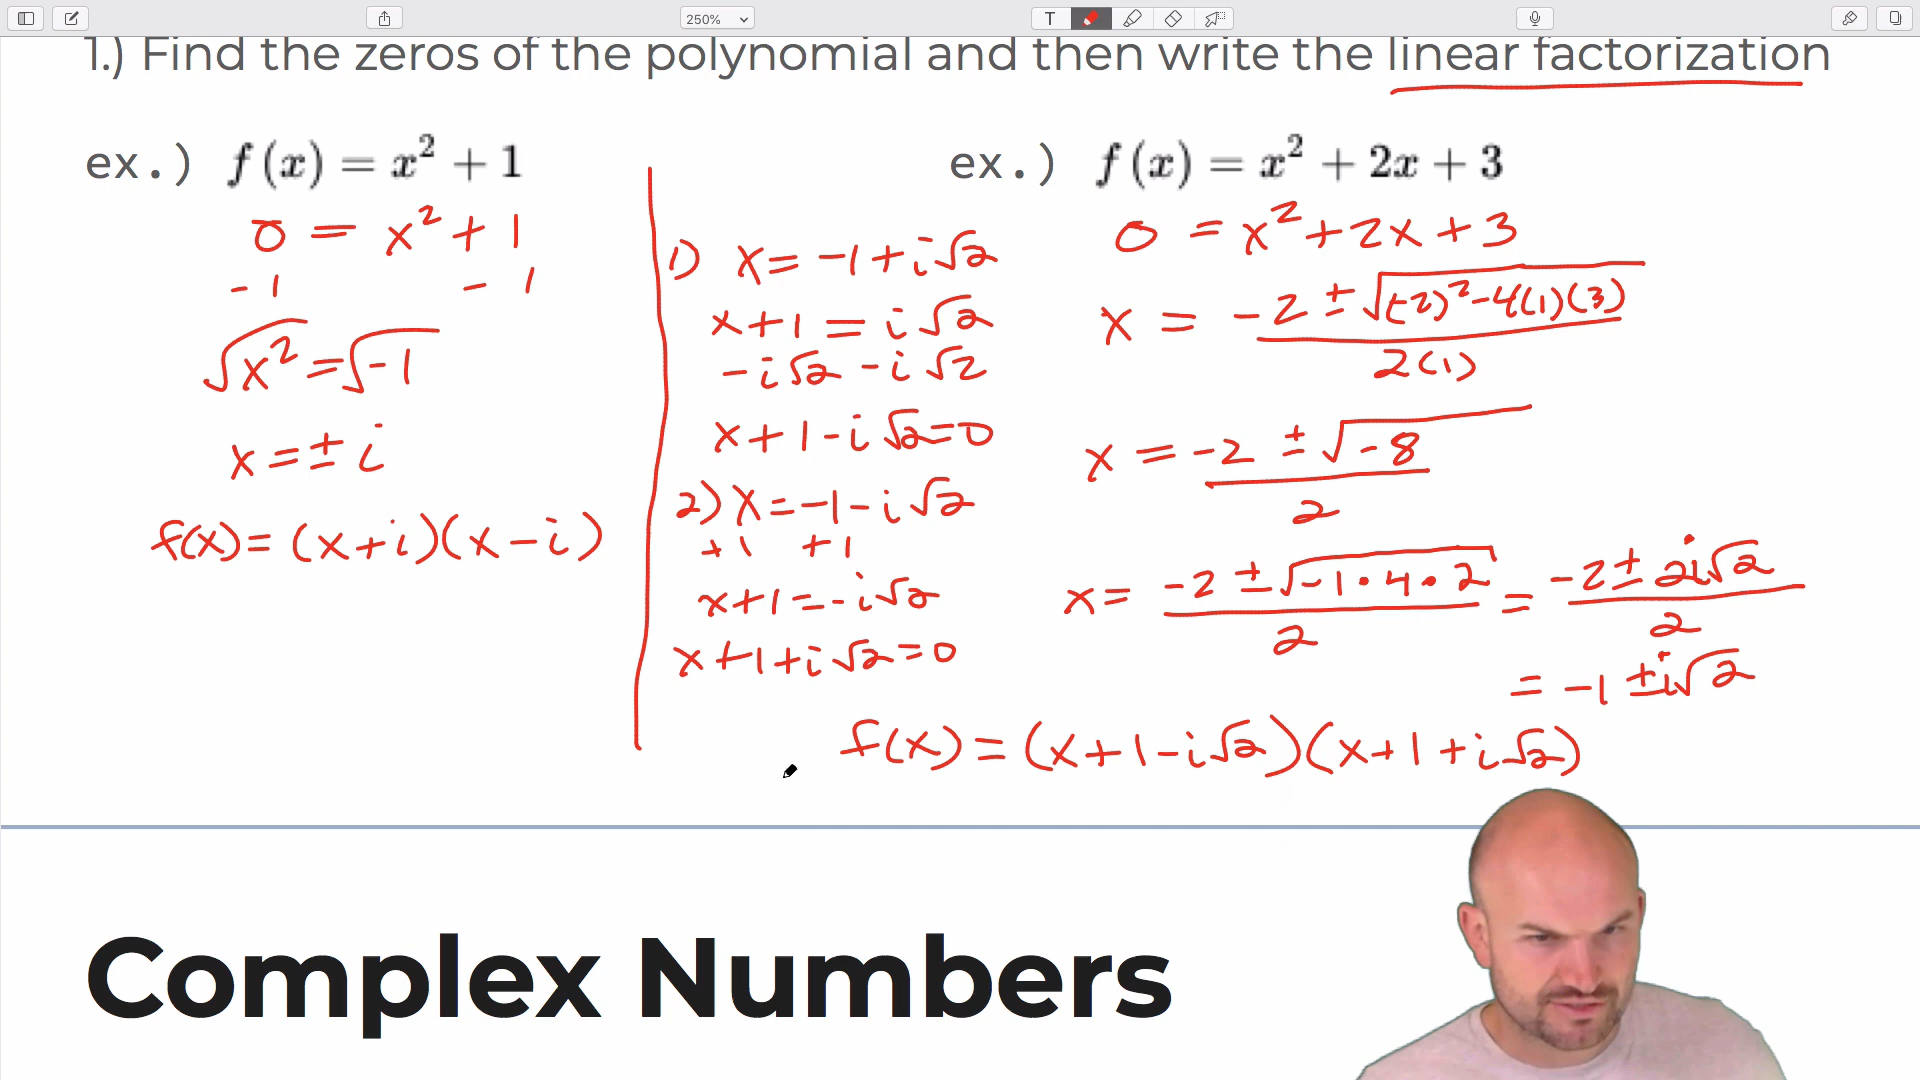 250%
T
1.) Find the zeros of the polynomial and then write the linear factorization
ex.) f(x) = x² + 1
0 = x² + 1
-1 -1
√x² = √-1
x = ± i
f(x) = (x+i)(x-i)
1) x = -1 + i√2
x+1 = i√2
-i√2 -i√2
x+1-i√2=0
2) x = -1 - i√2
+1 +1
x+1 = -i√2
x+1+i√2=0
ex.) f(x) = x² + 2x + 3
0 = x² + 2x + 3
x = -2 ± √(-2)²-4(1)(3)
2(1)
x = -2 ± √-8
2
x = -2 ± √-1•4•2 = -2 ± 2i√2
2 2
= -1 ± i√2
f(x) = (x+1-i√2)(x+1+i√2)
Complex Numbers